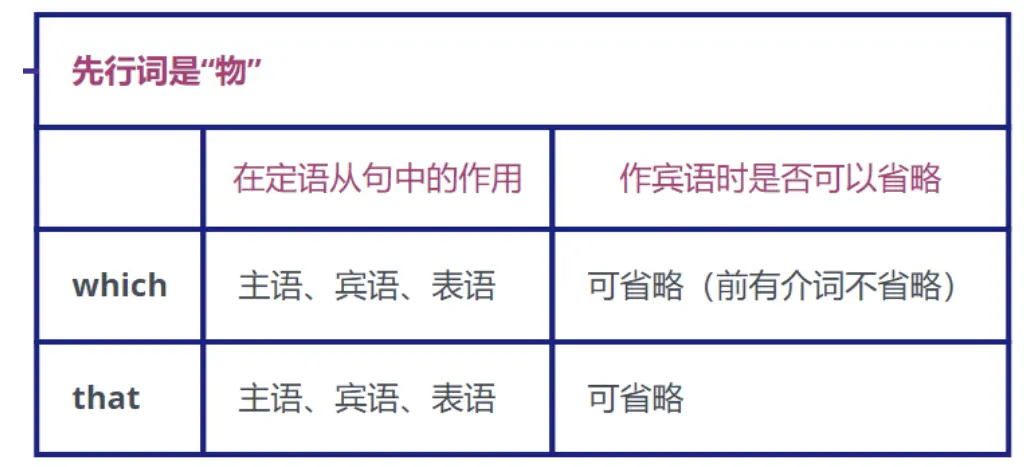 先行词是“物”
在定语从句中的作用 作宾语时是否可以省略
which 主语、宾语、表语 可省略（前有介词不省略）
that 主语、宾语、表语 可省略